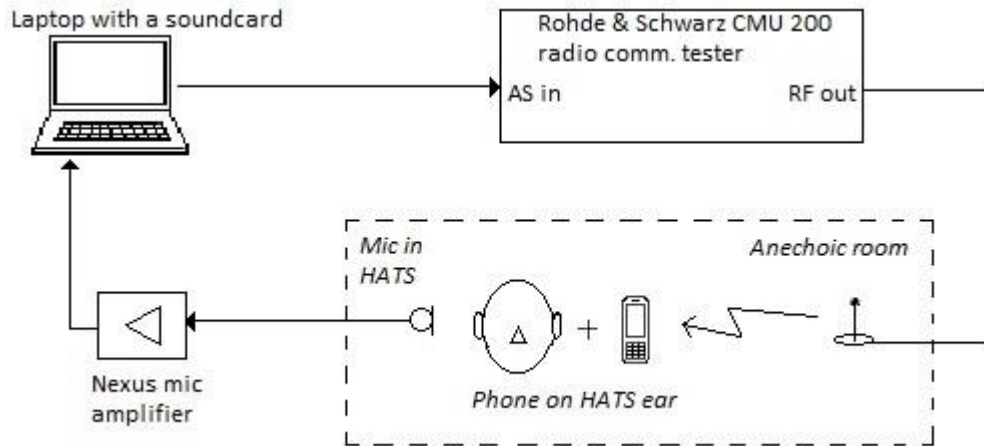 Laptop with a soundcard
Rohde & Schwarz CMU 200
radio comm. tester
AS in
RF out
Mic in
HATS
Anechoic room
Phone on HATS ear
Nexus mic
amplifier